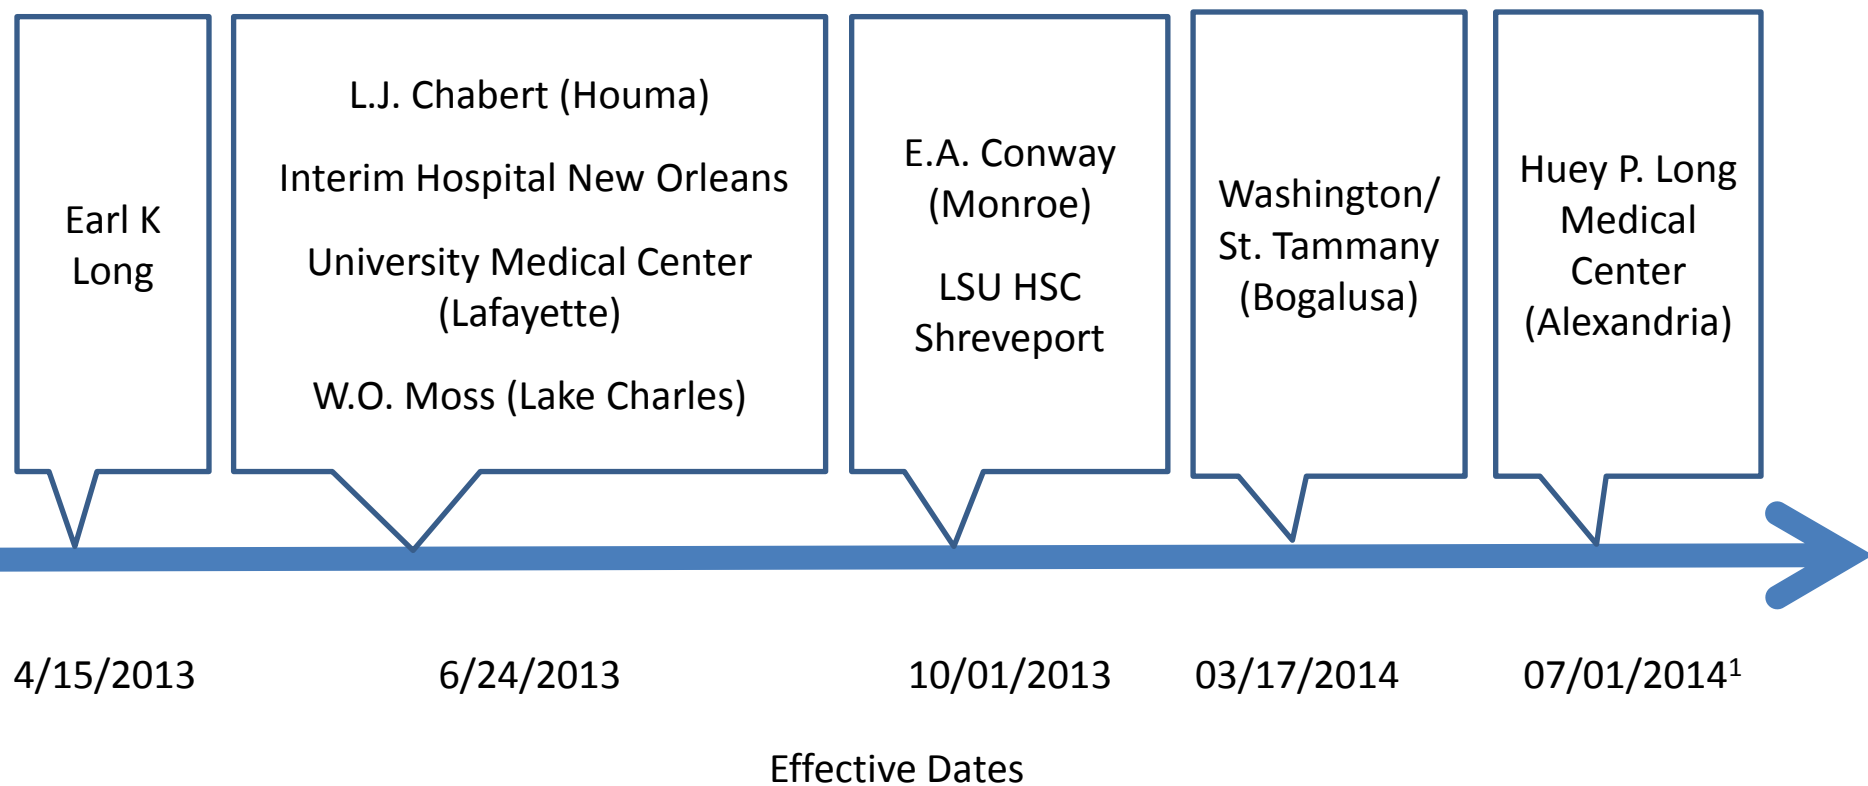 Earl K
Long
L.J. Chabert (Houma)
Interim Hospital New Orleans
University Medical Center
(Lafayette)
W.O. Moss (Lake Charles)
E.A. Conway
(Monroe)
LSU HSC
Shreveport
Washington/
St. Tammany
(Bogalusa)
Huey P. Long
Medical
Center
(Alexandria)
4/15/2013
6/24/2013
10/01/2013
03/17/2014
07/01/2014¹
Effective Dates